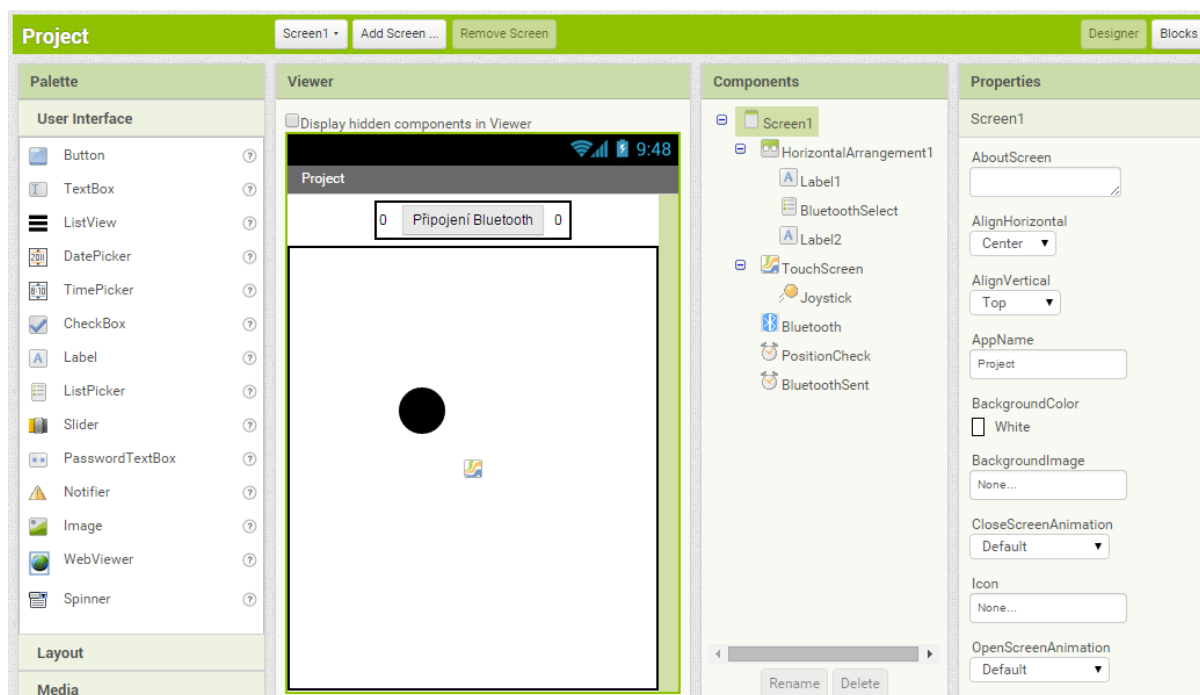 Project
Screen1
Add Screen ...
Remove Screen
Designer
Blocks
Palette
User Interface
Button
TextBox
ListView
DatePicker
TimePicker
CheckBox
Label
ListPicker
Slider
PasswordTextBox
Notifier
Image
WebViewer
Spinner
Layout
Media
Viewer
Display hidden components in Viewer
9:48
Project
0
Připojení Bluetooth
0
Components
Screen1
HorizontalArrangement1
Label1
BluetoothSelect
Label2
TouchScreen
Joystick
Bluetooth
PositionCheck
BluetoothSent
Rename
Delete
Properties
Screen1
AboutScreen
AlignHorizontal
Center
AlignVertical
Top
AppName
Project
BackgroundColor
White
BackgroundImage
None...
CloseScreenAnimation
Default
Icon
None...
OpenScreenAnimation
Default